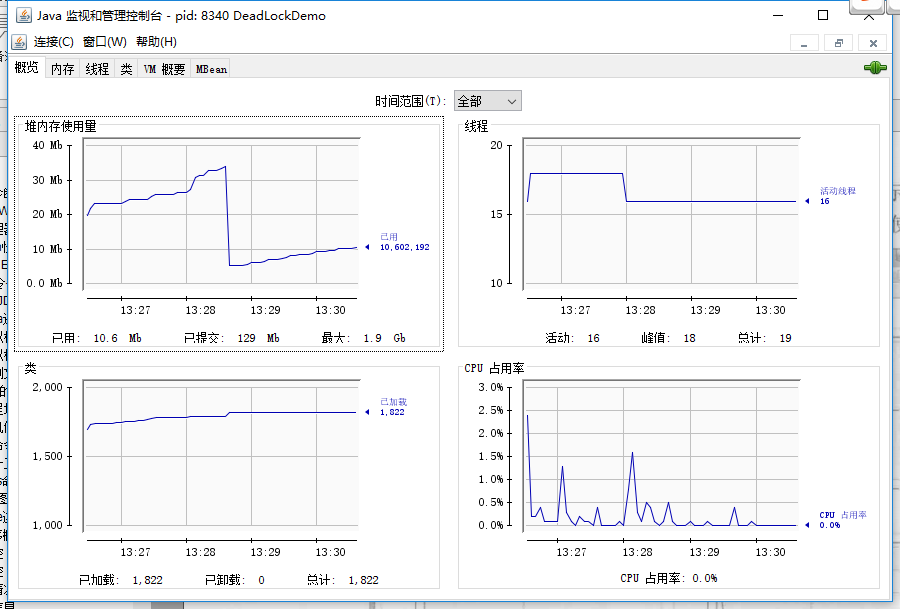 Java 监视和管理控制台 - pid: 8340 DeadLockDemo
连接(C) 窗口(W) 帮助(H)
概览 内存 线程 类 VM 概要 MBean
时间范围(T): 全部
堆内存使用量
40 Mb
30 Mb
20 Mb
10 Mb
0.0 Mb
已用
10,602,192
13:27 13:28 13:29 13:30
已用: 10.6 Mb 已提交: 129 Mb 最大: 1.9 Gb
线程
20
15
10
活动线程
16
13:27 13:28 13:29 13:30
活动: 16 峰值: 18 总计: 19
类
2,000
1,500
1,000
已加载
1,822
13:27 13:28 13:29 13:30
已加载: 1,822 已卸载: 0 总计: 1,822
CPU 占用率
3.0%
2.5%
2.0%
1.5%
1.0%
0.5%
0.0%
CPU 占用率
0.0%
13:27 13:28 13:29 13:30
CPU 占用率: 0.0%